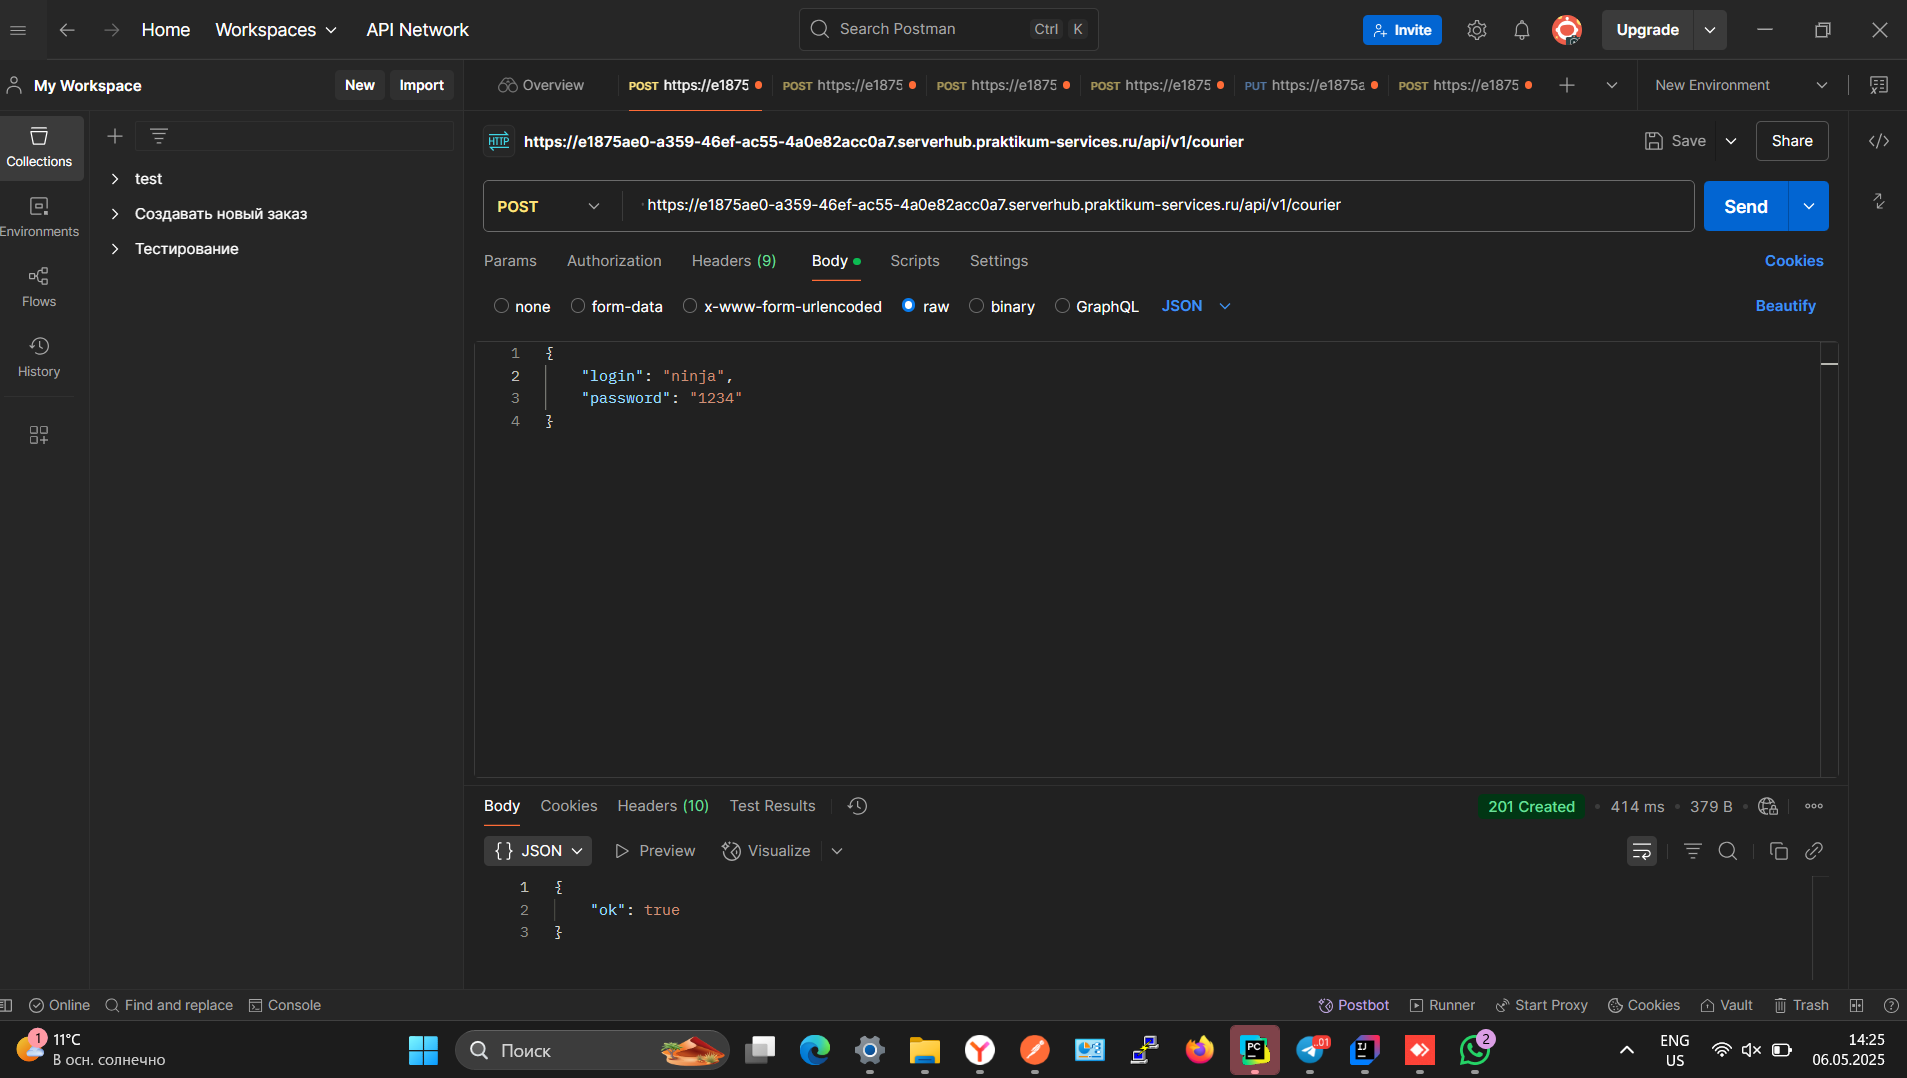 Home
Workspaces
API Network
Search Postman
Ctrl K
Invite
Upgrade
My Workspace
New
Import
Overview
POST https://e1875
POST https://e1875
POST https://e1875
POST https://e1875
PUT https://e1875a
POST https://e1875
New Environment
Collections
Environments
Flows
History
test
Создавать новый заказ
Тестирование
HTTP
https://e1875ae0-a359-46ef-ac55-4a0e82acc0a7.serverhub.praktikum-services.ru/api/v1/courier
Save
Share
POST
https://e1875ae0-a359-46ef-ac55-4a0e82acc0a7.serverhub.praktikum-services.ru/api/v1/courier
Send
Params
Authorization
Headers (9)
Body
Scripts
Settings
Cookies
none
form-data
x-www-form-urlencoded
raw
binary
GraphQL
JSON
Beautify
1 {
2 "login": "ninja",
3 "password": "1234"
4 }
Body
Cookies
Headers (10)
Test Results
201 Created
414 ms
379 B
{} JSON
Preview
Visualize
1 {
2 "ok": true
3 }
Online
Find and replace
Console
Postbot
Runner
Start Proxy
Cookies
Vault
Trash
1
11°C
В осн. солнечно
Поиск
PC
.01
IJ
2
ENG
US
14:25
06.05.2025